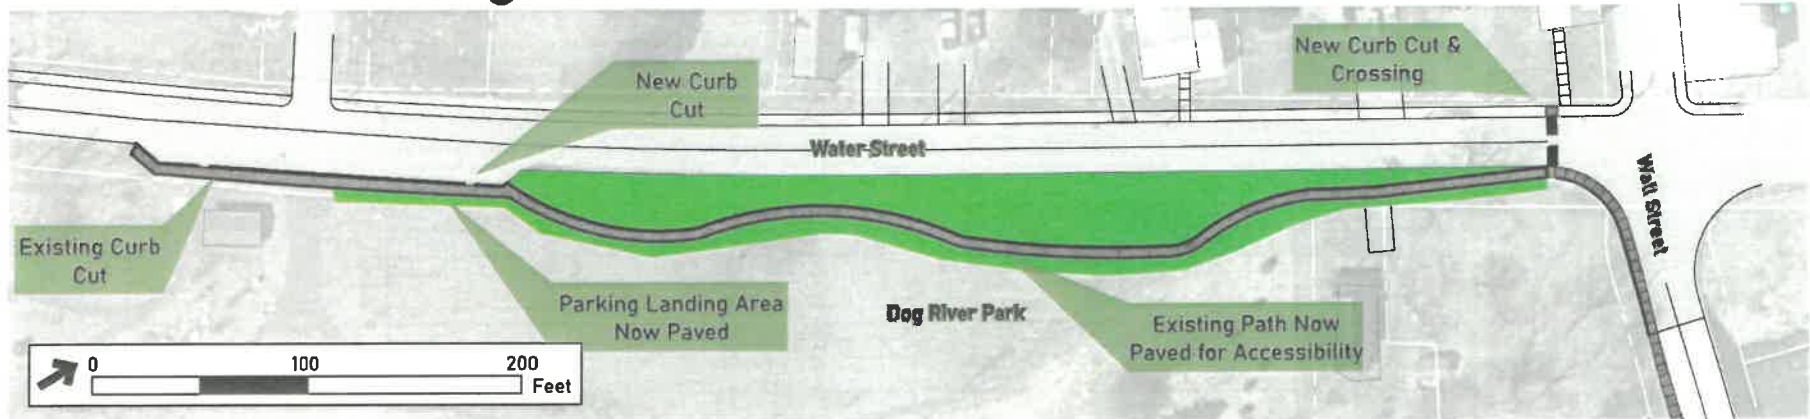 New Curb Cut &
Crossing
New Curb
Cut
Water Street
Walt Street
Existing Curb
Cut
Parking Landing Area
Now Paved
Dog River Park
Existing Path Now
Paved for Accessibility
0 100 200
Feet